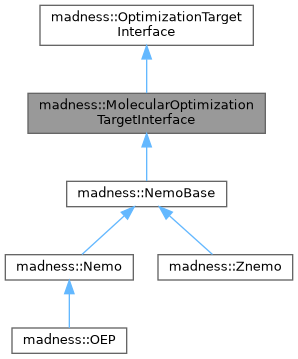 madness::OptimizationTarget
Interface
madness::MolecularOptimization
TargetInterface
madness::NemoBase
madness::Nemo
madness::Znemo
madness::OEP